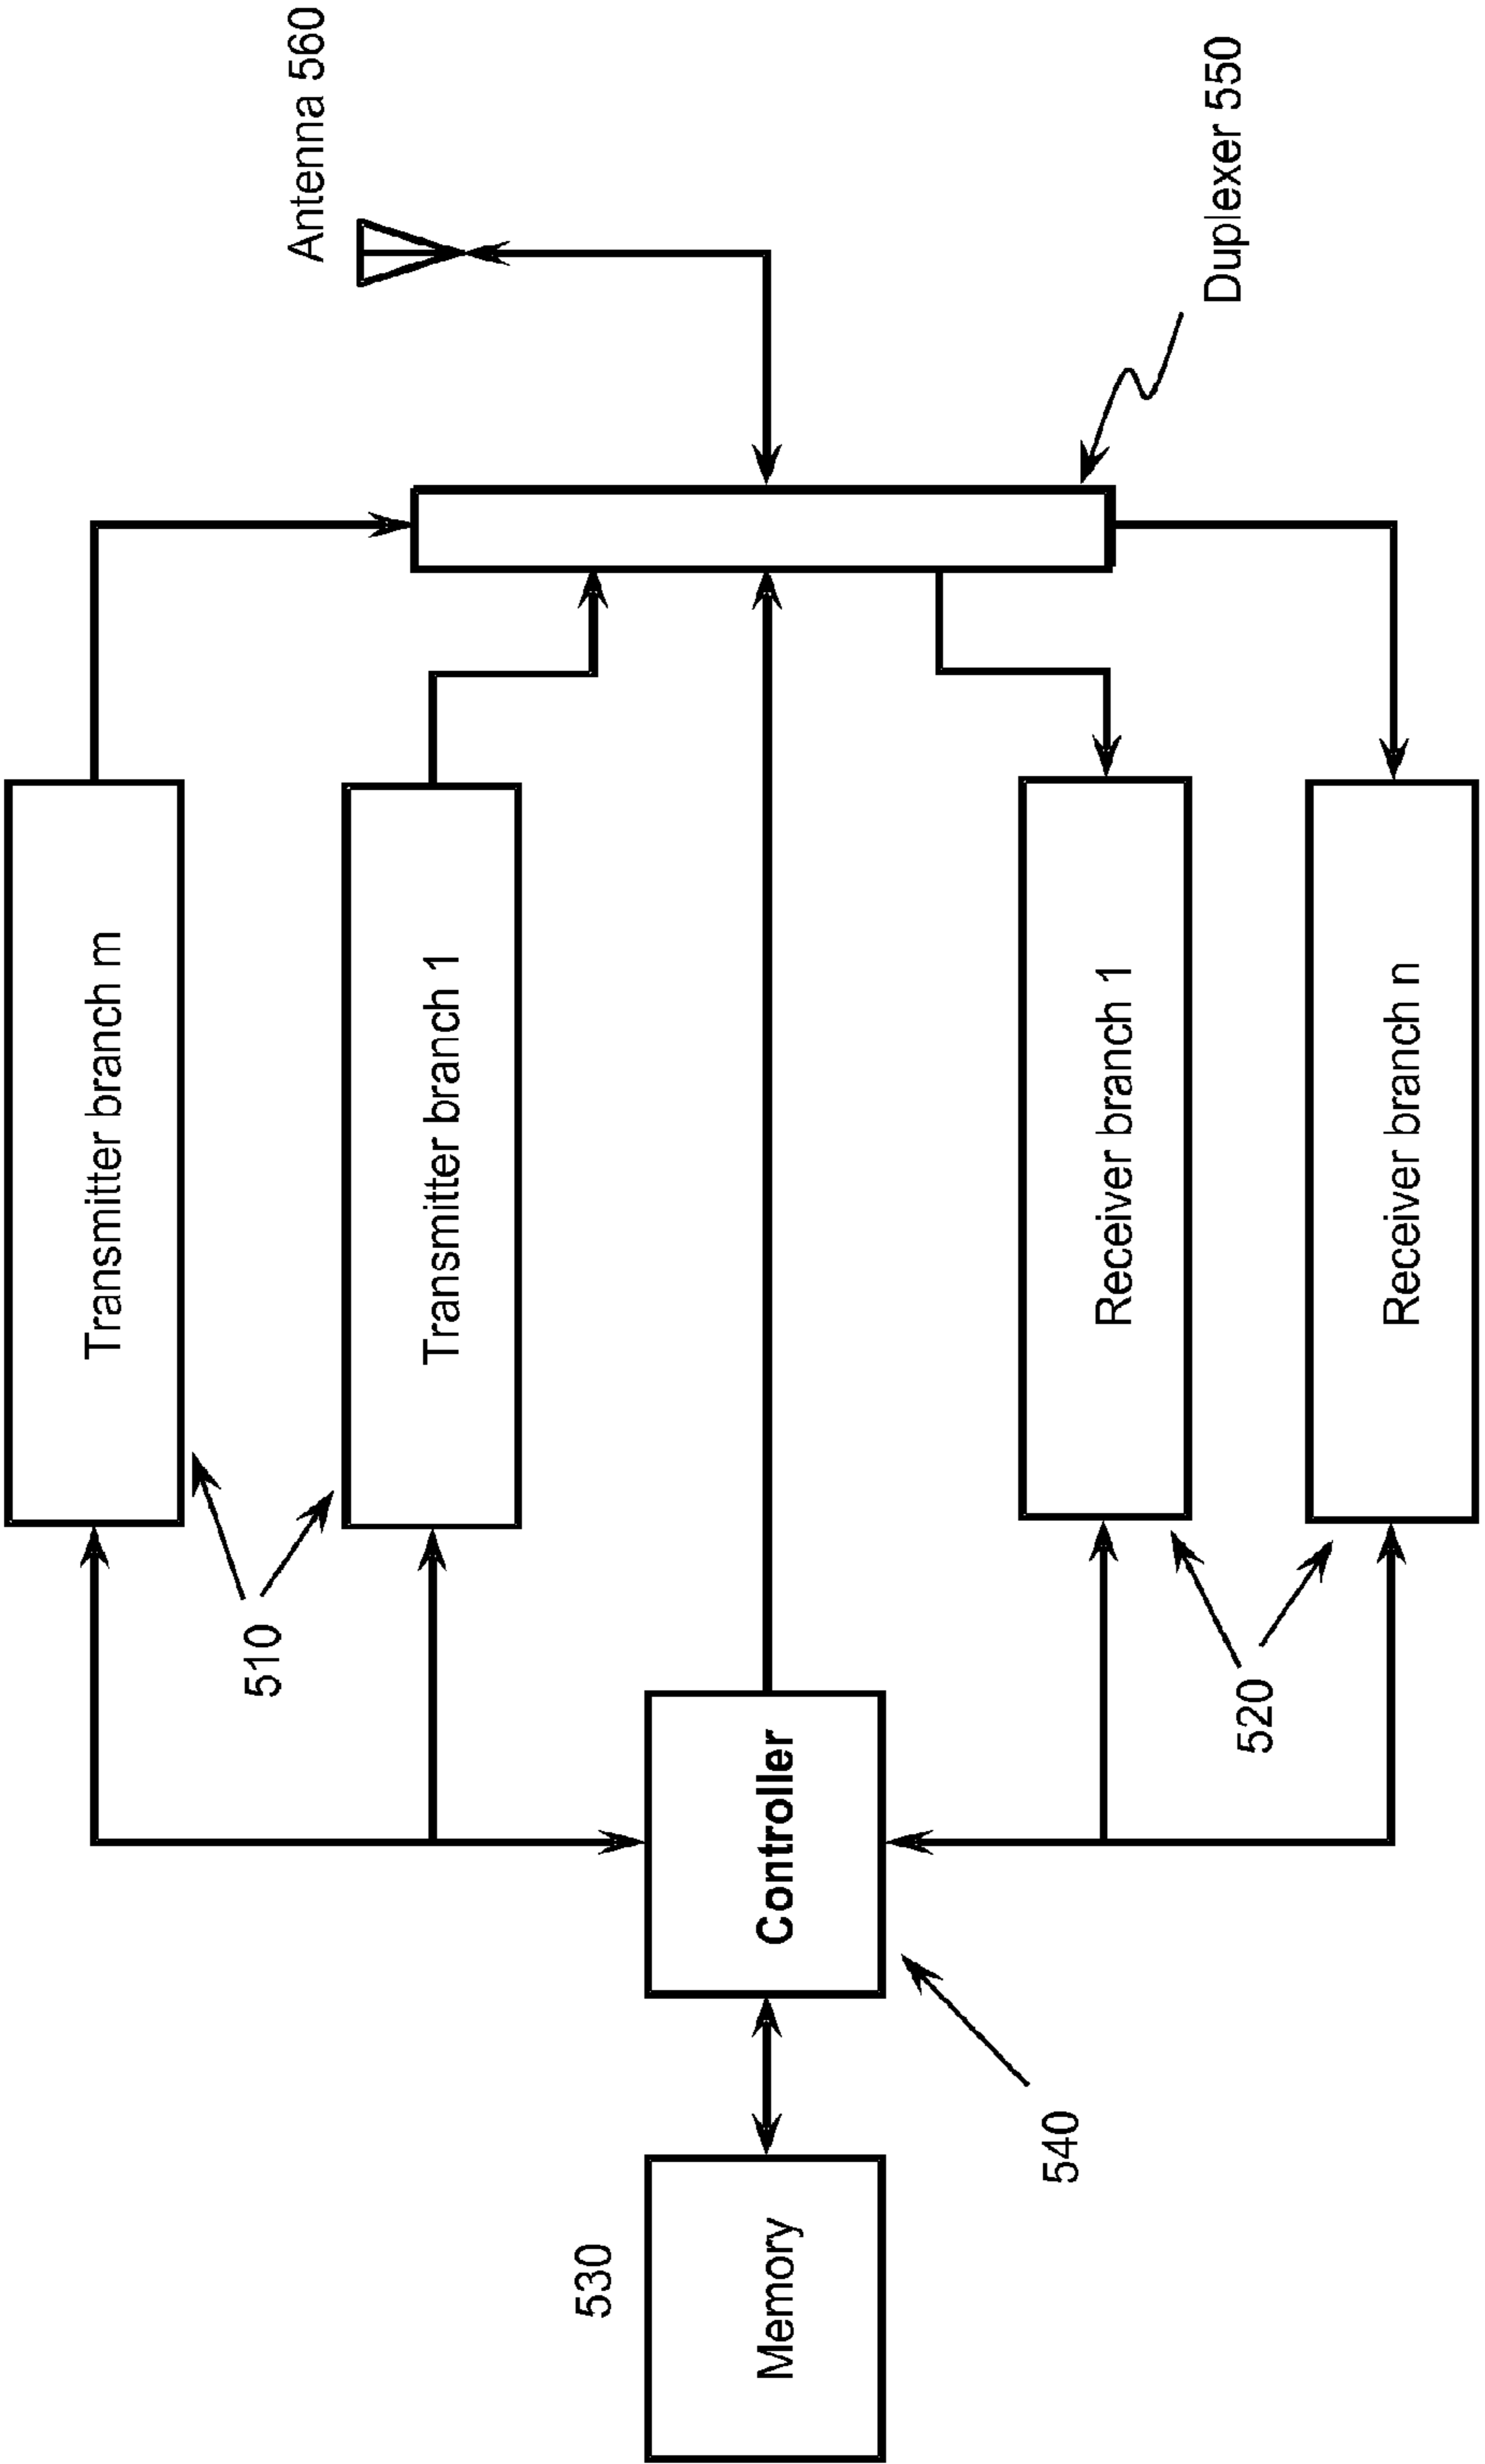 Antenna 560
Duplexer 550
Transmitter branch m
Transmitter branch 1
Receiver branch 1
Receiver branch n
510
520
Controller
540
530
Memory